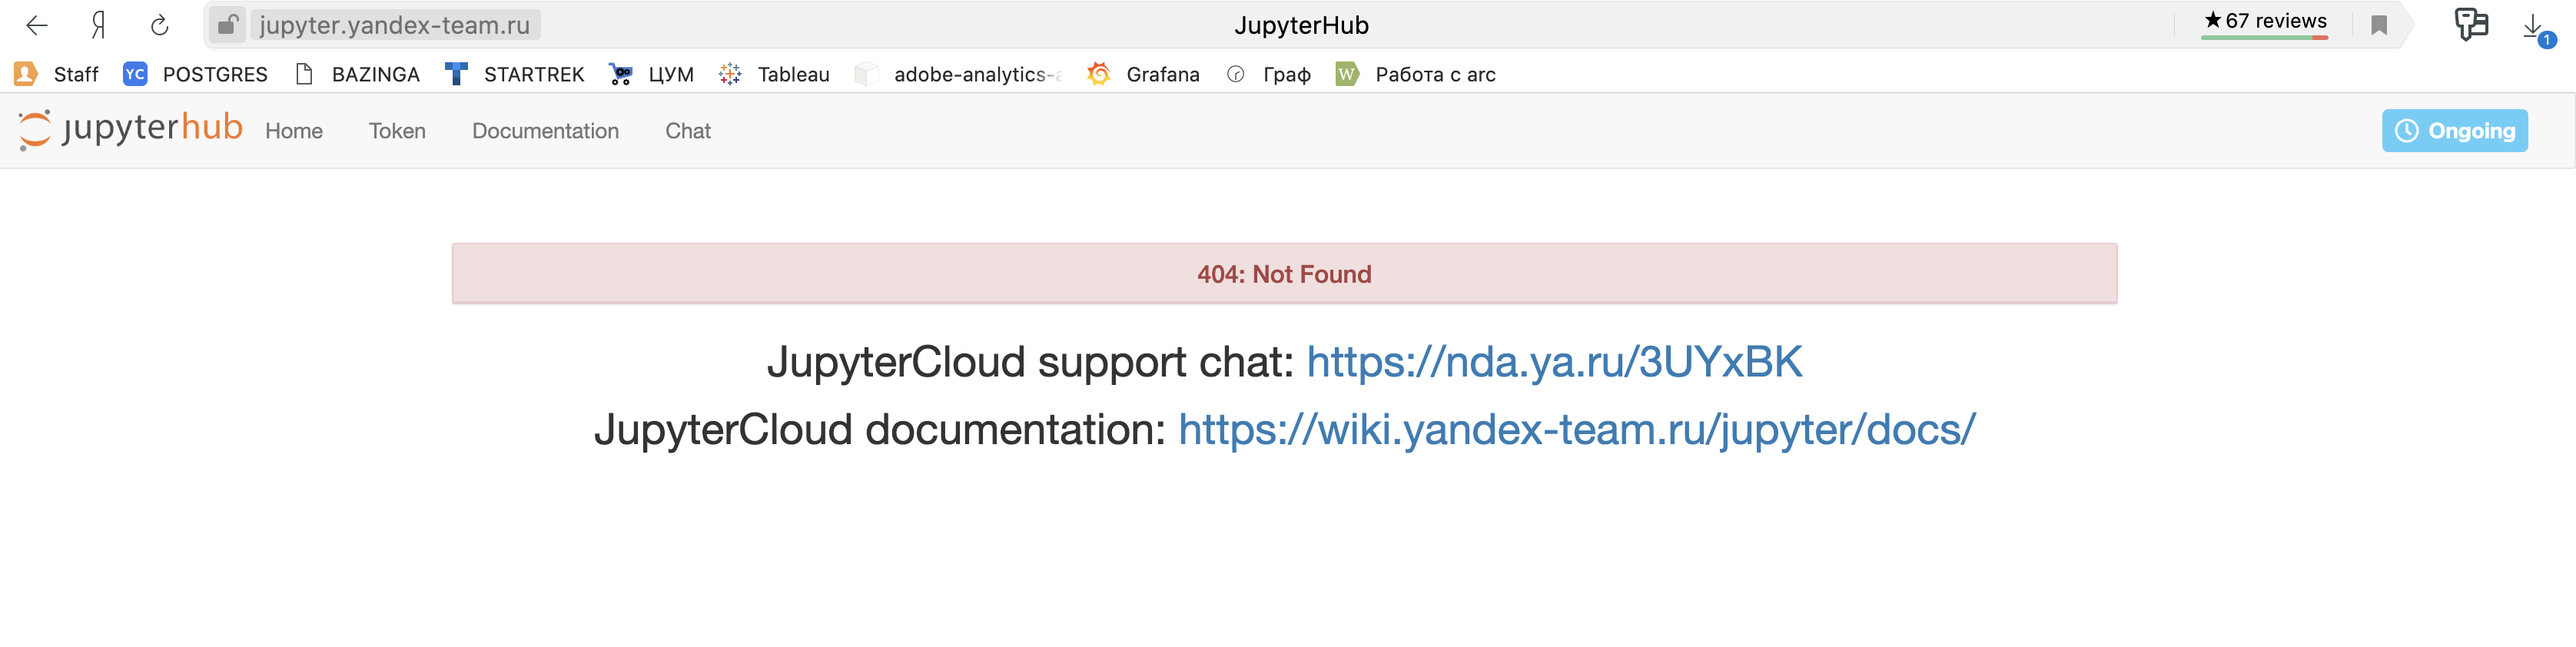 Я jupyter.yandex-team.ru JupyterHub ★67 reviews 1
Staff YC POSTGRES BAZINGA STARTREK ЦУМ Tableau adobe-analytics- Grafana Граф W Работа с arc
jupyterhub Home Token Documentation Chat Ongoing
404: Not Found
JupyterCloud support chat: https://nda.ya.ru/3UYxBK
JupyterCloud documentation: https://wiki.yandex-team.ru/jupyter/docs/